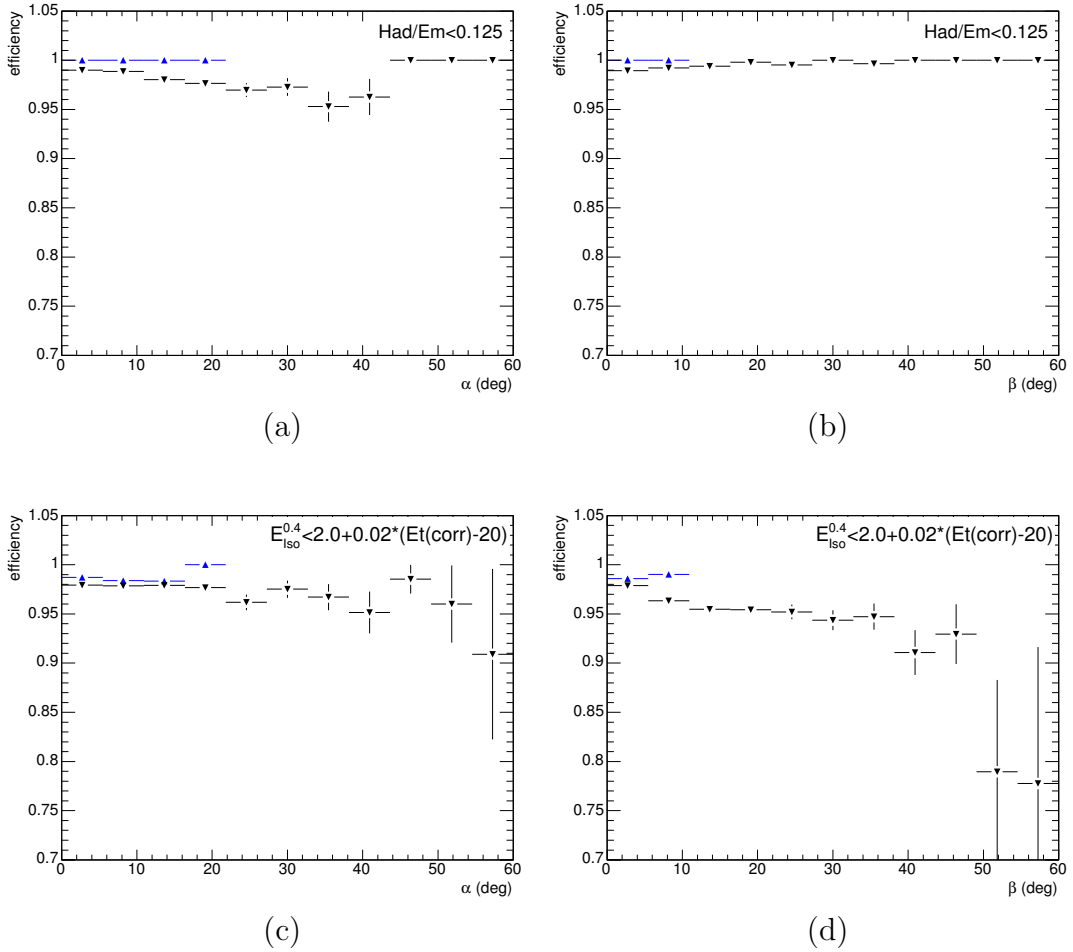 efficiency
Had/Em<0.125
1.05
1
0.95
0.9
0.85
0.8
0.75
0.7
0 10 20 30 40 50 60
α (deg)
(a)
efficiency
Had/Em<0.125
1.05
1
0.95
0.9
0.85
0.8
0.75
0.7
0 10 20 30 40 50 60
β (deg)
(b)
efficiency
E^{0.4}_{Iso}<2.0+0.02*(Et(corr)-20)
1.05
1
0.95
0.9
0.85
0.8
0.75
0.7
0 10 20 30 40 50 60
α (deg)
(c)
efficiency
E^{0.4}_{Iso}<2.0+0.02*(Et(corr)-20)
1.05
1
0.95
0.9
0.85
0.8
0.75
0.7
0 10 20 30 40 50 60
β (deg)
(d)